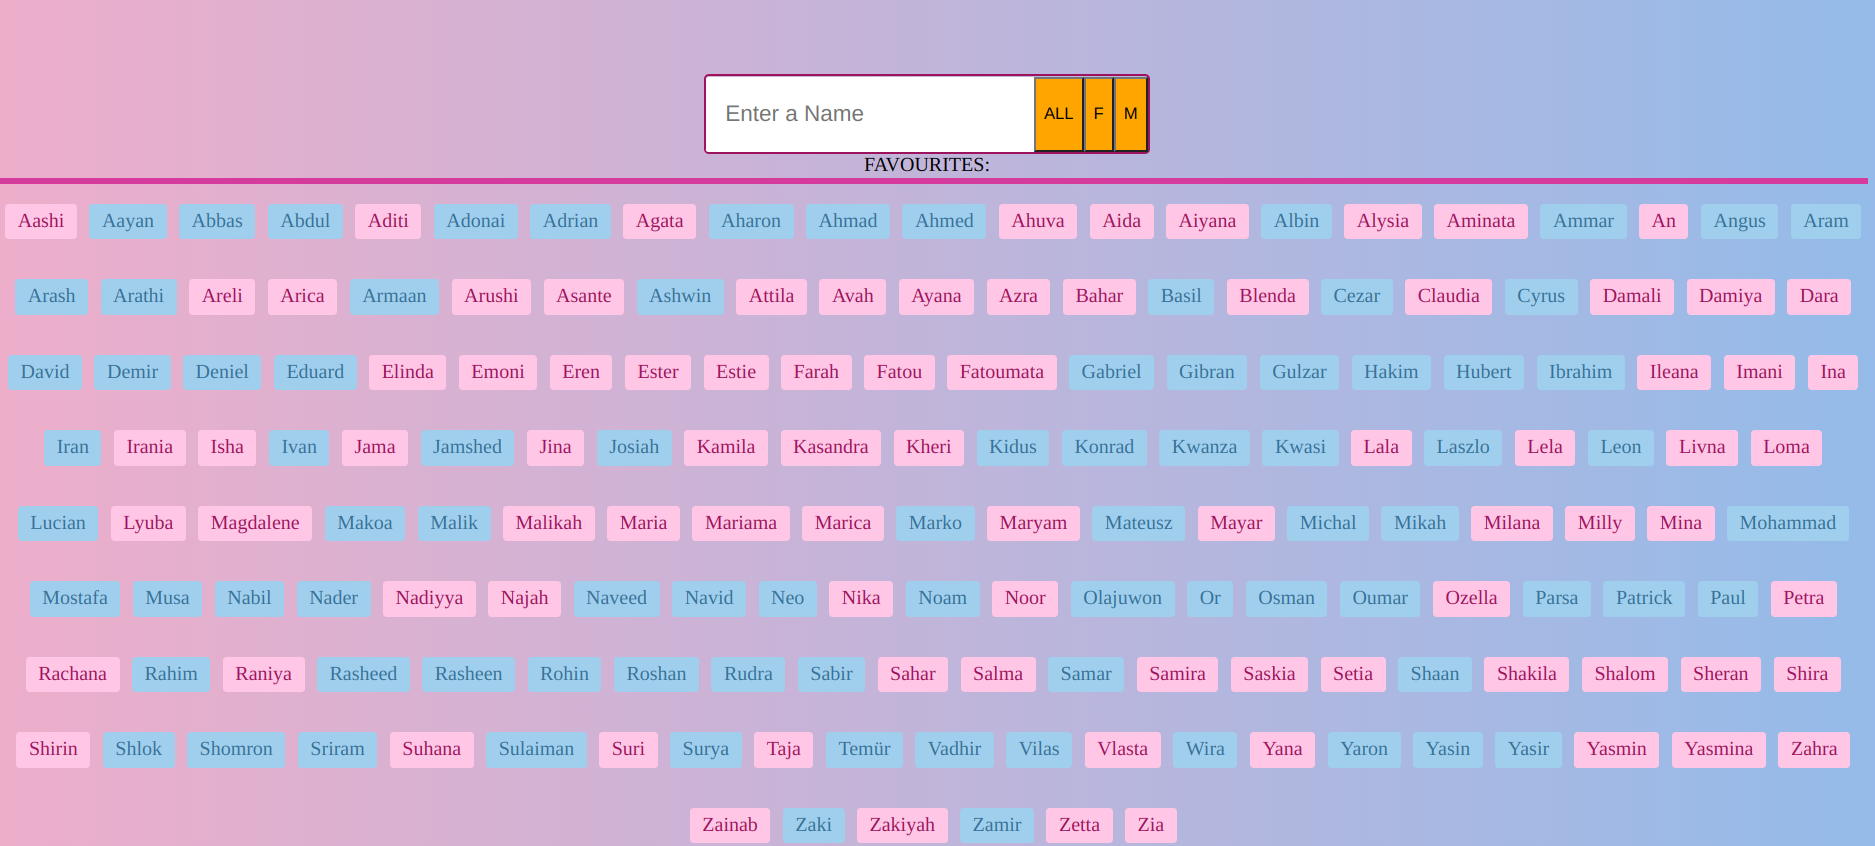 Enter a Name ALL F M
FAVOURITES:
Aashi Aayan Abbas Abdul Aditi Adonai Adrian Agata Aharon Ahmad Ahmed Ahuva Aida Aiyana Albin Alysia Aminata Ammar An Angus Aram
Arash Arathi Areli Arica Armaan Arushi Asante Ashwin Attila Avah Ayana Azra Bahar Basil Blenda Cezar Claudia Cyrus Damali Damiya Dara
David Demir Deniel Eduard Elinda Emoni Eren Ester Estie Farah Fatou Fatoumata Gabriel Gibran Gulzar Hakim Hubert Ibrahim Ileana Imani Ina
Iran Irania Isha Ivan Jama Jamshed Jina Josiah Kamila Kasandra Kheri Kidus Konrad Kwanza Kwasi Lala Laszlo Lela Leon Livna Loma
Lucian Lyuba Magdalene Makoa Malik Malikah Maria Mariama Marica Marko Maryam Mateusz Mayar Michal Mikah Milana Milly Mina Mohammad
Mostafa Musa Nabil Nader Nadiyya Najah Naveed Navid Neo Nika Noam Noor Olajuwon Or Osman Oumar Ozella Parsa Patrick Paul Petra
Rachana Rahim Raniya Rasheed Rasheen Rohin Roshan Rudra Sabir Sahar Salma Samar Samira Saskia Setia Shaan Shakila Shalom Sheran Shira
Shirin Shlok Shomron Sriram Suhana Sulaiman Suri Surya Taja Temür Vadhir Vilas Vlasta Wira Yana Yaron Yasin Yasir Yasmin Yasmina Zahra
Zainab Zaki Zakiyah Zamir Zetta Zia